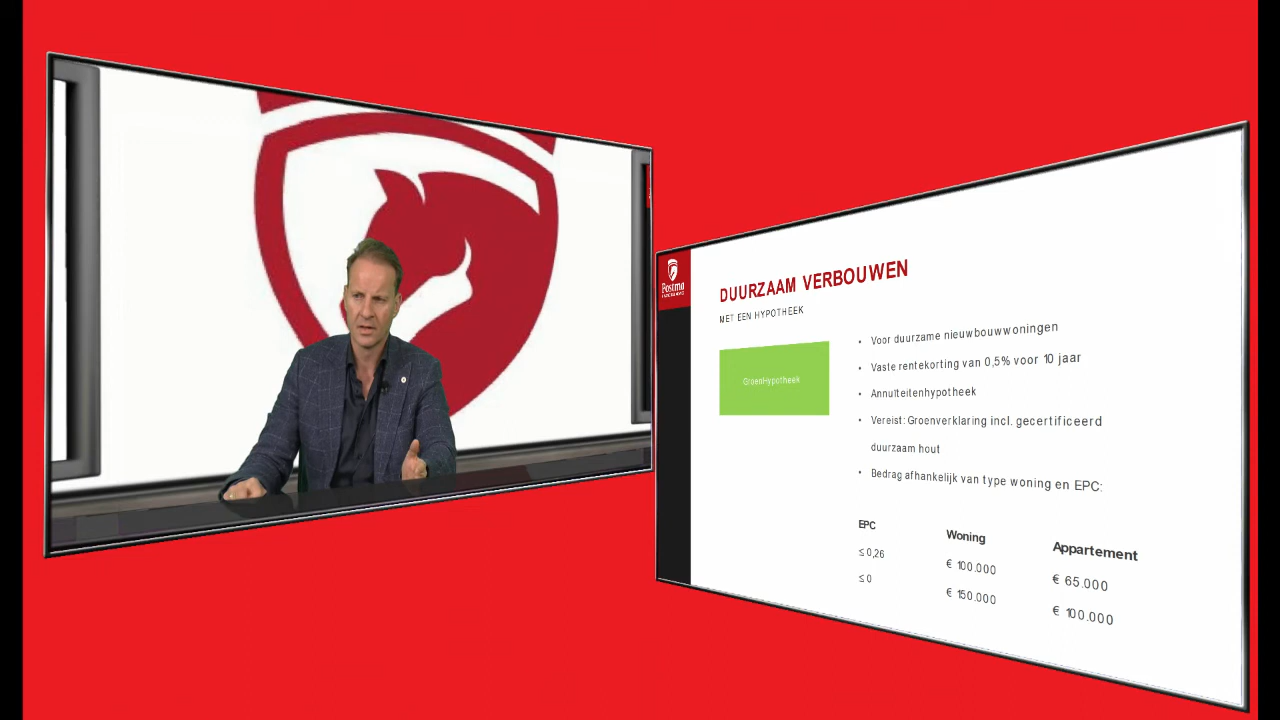 Postma
DUURZAAM VERBOUWEN
MET EEN HYPOTHEEK
GroenHypotheek
• Voor duurzame nieuwbouwwoningen
• Vaste rentekorting van 0,5% voor 10 jaar
• Annuïteitenhypotheek
• Vereist: Groenverklaring incl. gecertificeerd
duurzaam hout
• Bedrag afhankelijk van type woning en EPC:
EPC Woning Appartement
≤ 0,26 € 100.000 € 65.000
≤ 0 € 150.000 € 100.000